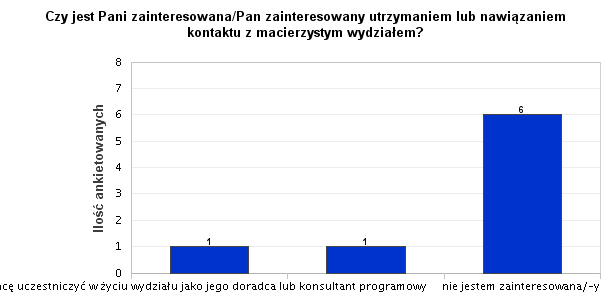 Czy jest Pani zainteresowana/Pan zainteresowany utrzymaniem lub nawiązaniem
kontaktu z macierzystym wydziałem?
Ilość ankietowanych
8
7
6
5
4
3
2
1
0
1
1
6
uczestniczyć w życiu wydziału jako jego doradca lub konsultant programowy
nie jestem zainteresowana/-y